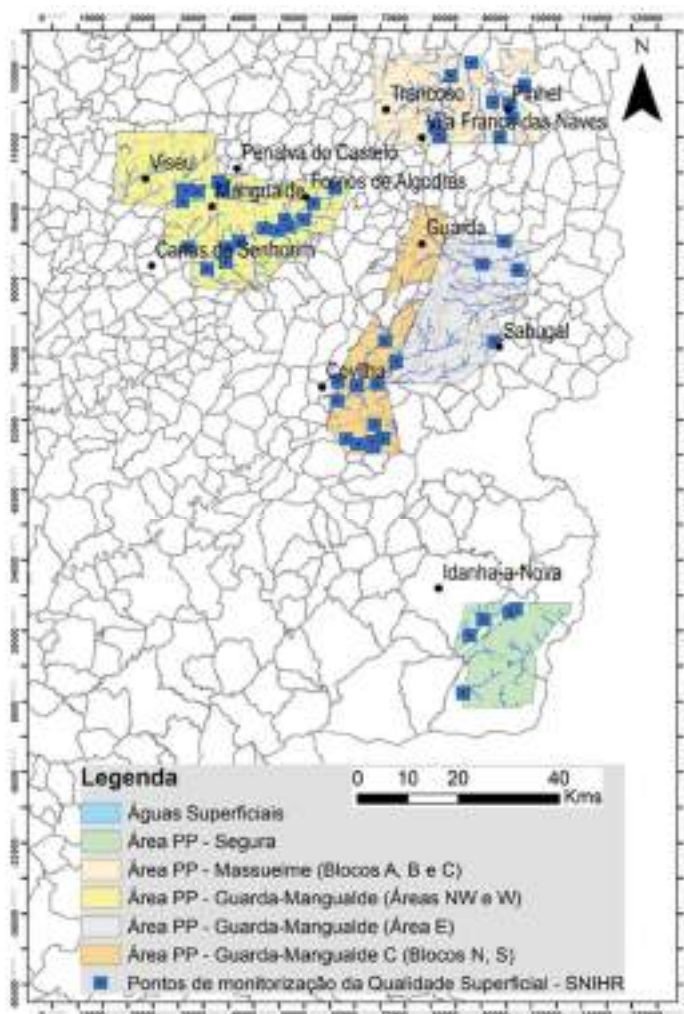 N
Trancoso
Pinhel
Vila Franca das Naves
Penalva do Castelo
Viseu
Fornos de Algodres
Mangualde
Guarda
Canas de Senhorim
Sabugal
Covilhã
Idanha-a-Nova
Legenda
0 10 20 40
Kms
Águas Superficiais
Área PP - Segura
Área PP - Massueime (Blocos A, B e C)
Área PP - Guarda-Mangualde (Áreas NW e W)
Área PP - Guarda-Mangualde (Área E)
Área PP - Guarda-Mangualde C (Blocos N, S)
Pontos de monitorização da Qualidade Superficial - SNIHR